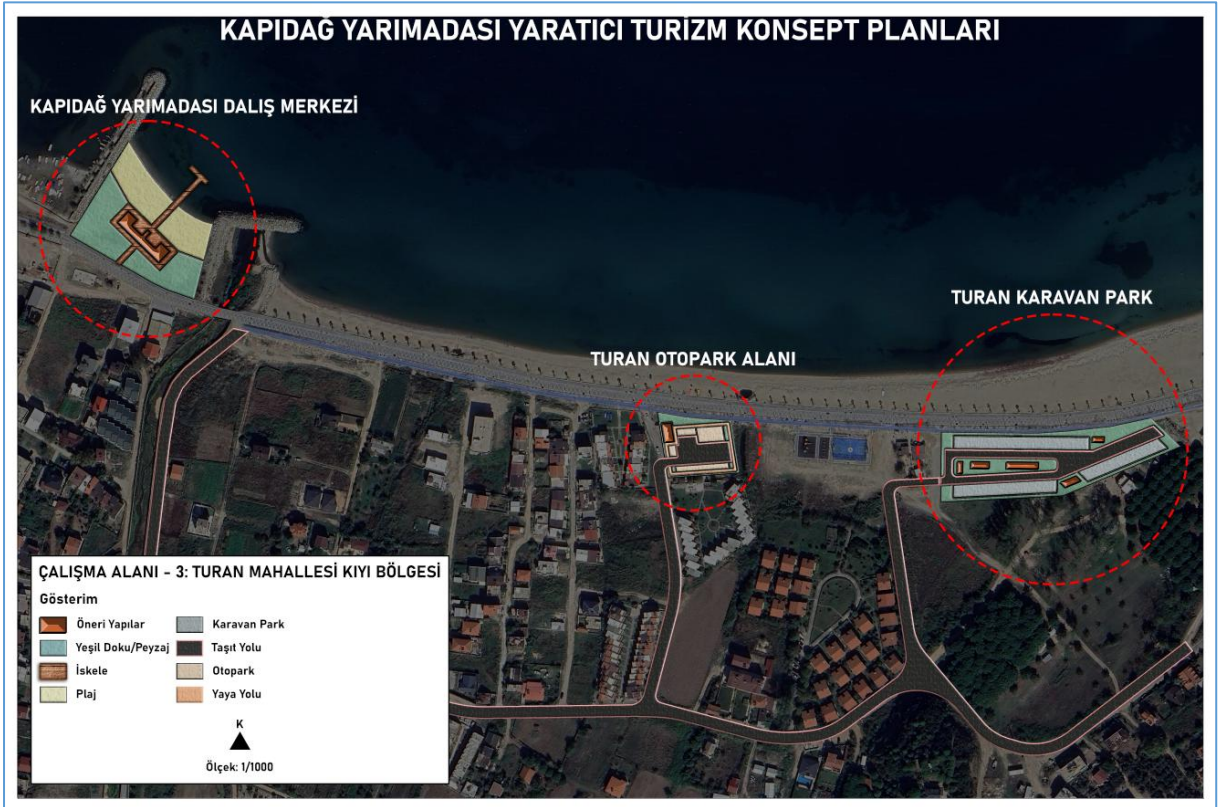 KAPIDAĞ YARIMADASI YARATICI TURİZM KONSEPT PLANLARI
KAPIDAĞ YARIMADASI DALIŞ MERKEZİ
TURAN KARAVAN PARK
TURAN OTOPARK ALANI
ÇALIŞMA ALANI - 3: TURAN MAHALLESİ KIYI BÖLGESİ
Gösterim
Öneri Yapılar
Karavan Park
Yeşil Doku/Peyzaj
Taşıt Yolu
İskele
Otopark
Plaj
Yaya Yolu
K
Ölçek: 1/1000